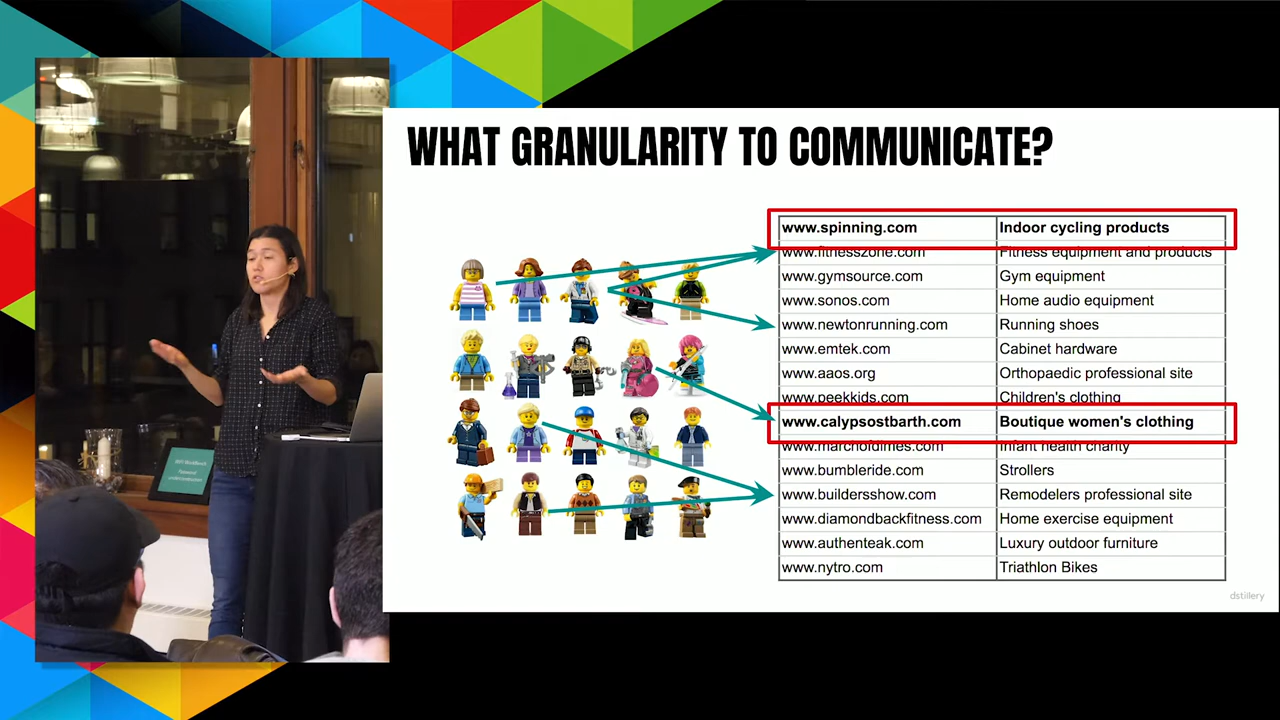 WHAT GRANULARITY TO COMMUNICATE?
www.spinning.com Indoor cycling products
www.fitnesszone.com Fitness equipment and products
www.gymsource.com Gym equipment
www.sonos.com Home audio equipment
www.newtonrunning.com Running shoes
www.emtek.com Cabinet hardware
www.aaos.org Orthopaedic professional site
www.peekkids.com Children's clothing
www.calypsostbarth.com Boutique women's clothing
www.marchofdimes.com Infant health charity
www.bumbleride.com Strollers
www.buildersshow.com Remodelers professional site
www.diamondbackfitness.com Home exercise equipment
www.authenteak.com Luxury outdoor furniture
www.nytro.com Triathlon Bikes
dstillery